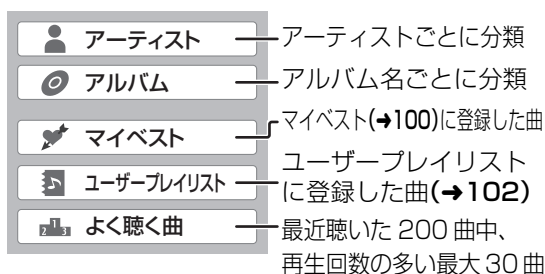 アーティスト
アーティストごとに分類
アルバム
アルバム名ごとに分類
マイベスト
マイベスト(➜100)に登録した曲
ユーザープレイリスト
ユーザープレイリスト
に登録した曲(➜102)
よく聴く曲
最近聴いた 200 曲中、
再生回数の多い最大 30 曲